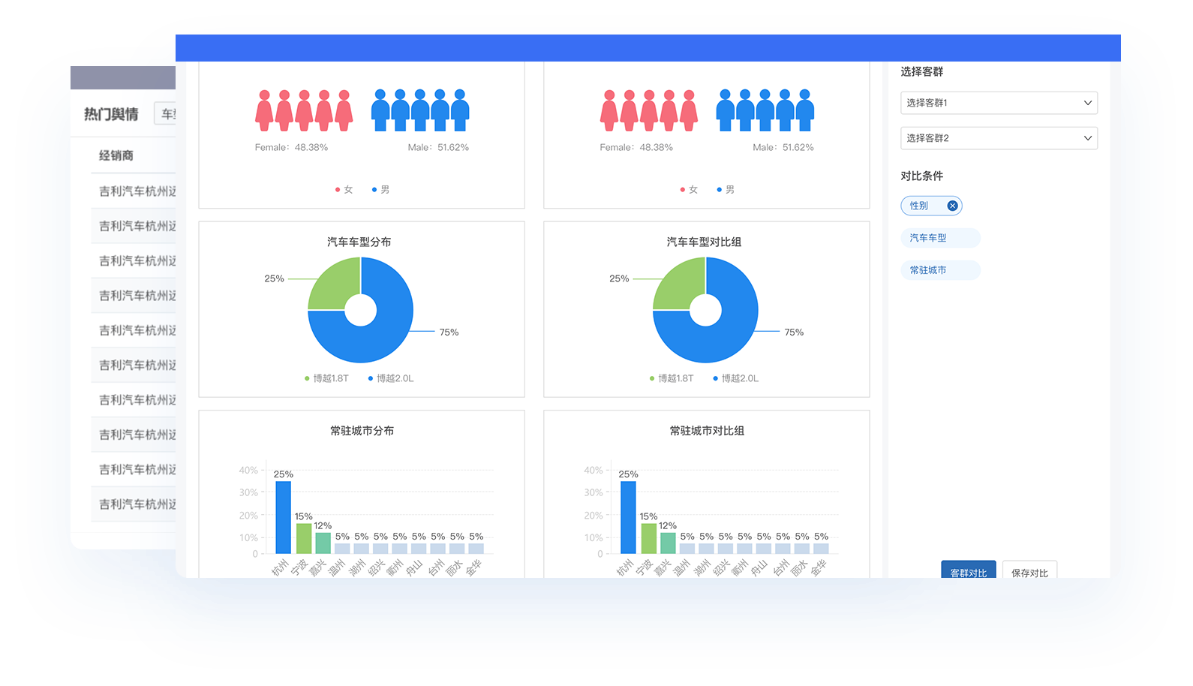 热门舆情
经销商
吉利汽车杭州
吉利汽车杭州
吉利汽车杭州
吉利汽车杭州
吉利汽车杭州
吉利汽车杭州
吉利汽车杭州
吉利汽车杭州
吉利汽车杭州
吉利汽车杭州
Female：48.38%
Male：51.62%
女
男
Female：48.38%
Male：51.62%
女
男
汽车车型分布
25%
75%
博越1.8T
博越2.0L
汽车车型对比组
25%
75%
博越1.8T
博越2.0L
常驻城市分布
40%
30%
20%
10%
0
25%
15%
12%
5% 5% 5% 5% 5% 5% 5% 5%
杭州 宁波 嘉兴 温州 湖州 绍兴 衢州 舟山 台州 丽水 金华
常驻城市对比组
40%
30%
20%
10%
0
25%
15%
12%
5% 5% 5% 5% 5% 5% 5% 5%
杭州 宁波 嘉兴 温州 湖州 绍兴 衢州 舟山 台州 丽水 金华
选择客群
选择客群1
选择客群2
对比条件
性别
汽车车型
常驻城市
客群对比
保存对比